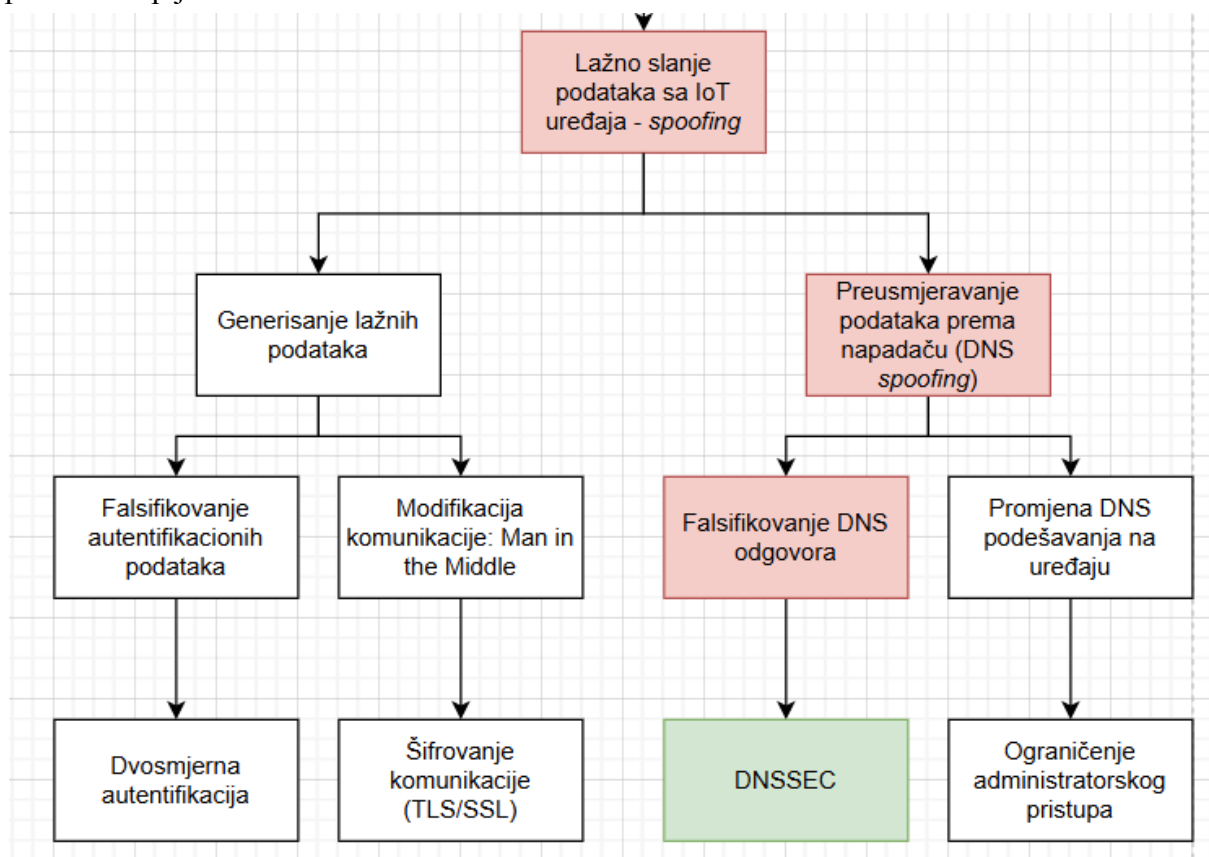 Lažno slanje
podataka sa IoT
uređaja - spoofing
Generisanje lažnih
podataka
Preusmjeravanje
podataka prema
napadaču (DNS
spoofing)
Falsifikovanje
autentifikacionih
podataka
Modifikacija
komunikacije: Man in
the Middle
Falsifikovanje DNS
odgovora
Promjena DNS
podešavanja na
uređaju
Dvosmjerna
autentifikacija
Šifrovanje
komunikacije
(TLS/SSL)
DNSSEC
Ograničenje
administratorskog
pristupa